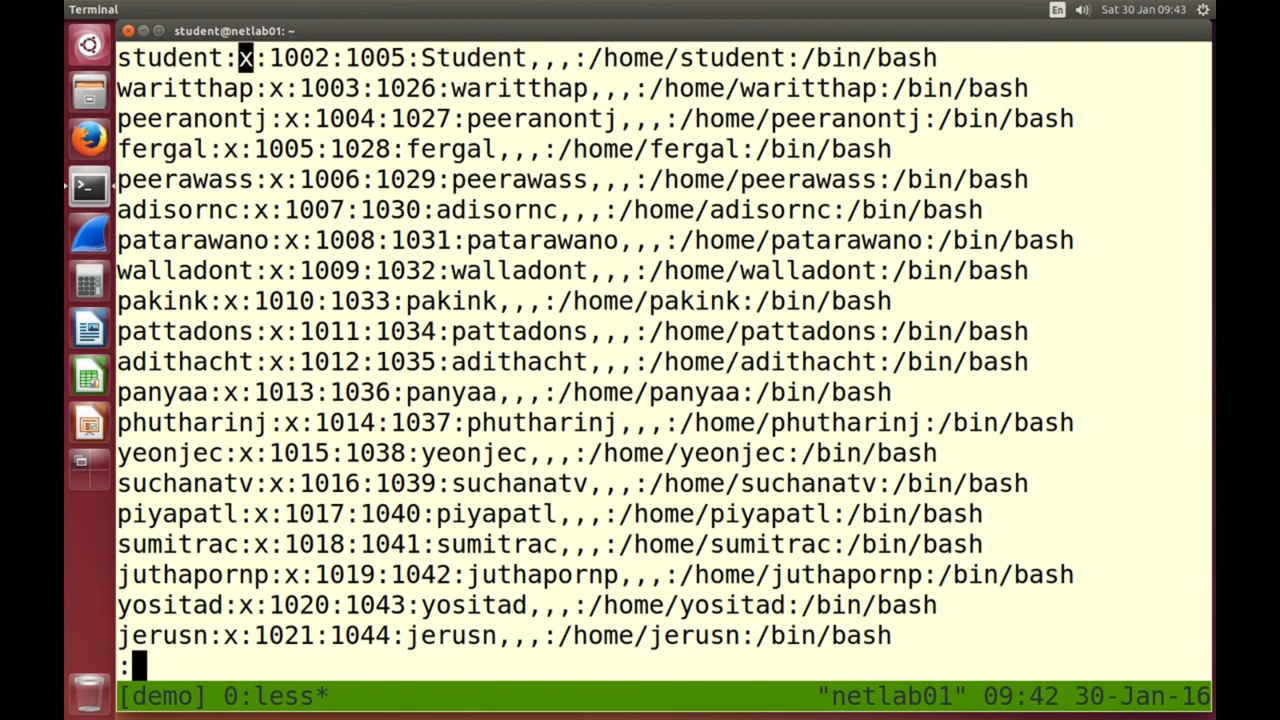 Terminal
En
Sat 30 Jan 09:43
student@netlab01: ~
student:x:1002:1005:Student,,,:/home/student:/bin/bash
waritthap:x:1003:1026:waritthap,,,:/home/waritthap:/bin/bash
peeranontj:x:1004:1027:peeranontj,,,:/home/peeranontj:/bin/bash
fergal:x:1005:1028:fergal,,,:/home/fergal:/bin/bash
peerawass:x:1006:1029:peerawass,,,:/home/peerawass:/bin/bash
adisornc:x:1007:1030:adisornc,,,:/home/adisornc:/bin/bash
patarawano:x:1008:1031:patarawano,,,:/home/patarawano:/bin/bash
walladont:x:1009:1032:walladont,,,:/home/walladont:/bin/bash
pakink:x:1010:1033:pakink,,,:/home/pakink:/bin/bash
pattadons:x:1011:1034:pattadons,,,:/home/pattadons:/bin/bash
adithacht:x:1012:1035:adithacht,,,:/home/adithacht:/bin/bash
panyaa:x:1013:1036:panyaa,,,:/home/panyaa:/bin/bash
phutharinj:x:1014:1037:phutharinj,,,:/home/phutharinj:/bin/bash
yeonjec:x:1015:1038:yeonjec,,,:/home/yeonjec:/bin/bash
suchanatv:x:1016:1039:suchanatv,,,:/home/suchanatv:/bin/bash
piyapatl:x:1017:1040:piyapatl,,,:/home/piyapatl:/bin/bash
sumitrac:x:1018:1041:sumitrac,,,:/home/sumitrac:/bin/bash
juthapornp:x:1019:1042:juthapornp,,,:/home/juthapornp:/bin/bash
yositad:x:1020:1043:yositad,,,:/home/yositad:/bin/bash
jerusn:x:1021:1044:jerusn,,,:/home/jerusn:/bin/bash
:
[demo] 0:less* "netlab01" 09:42 30-Jan-16